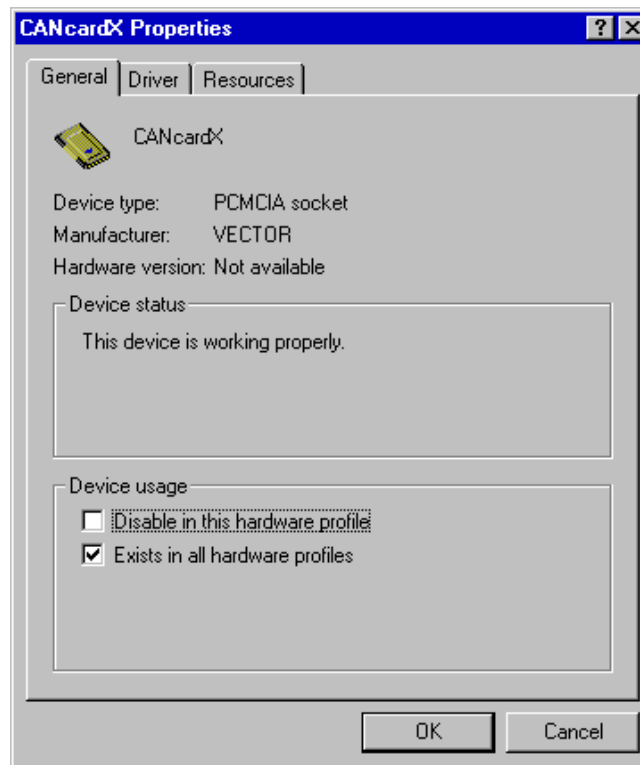 CANcardX Properties
General Driver Resources
CANcardX
Device type: PCMCIA socket
Manufacturer: VECTOR
Hardware version: Not available
Device status
This device is working properly.
Device usage
Disable in this hardware profile
Exists in all hardware profiles
OK Cancel